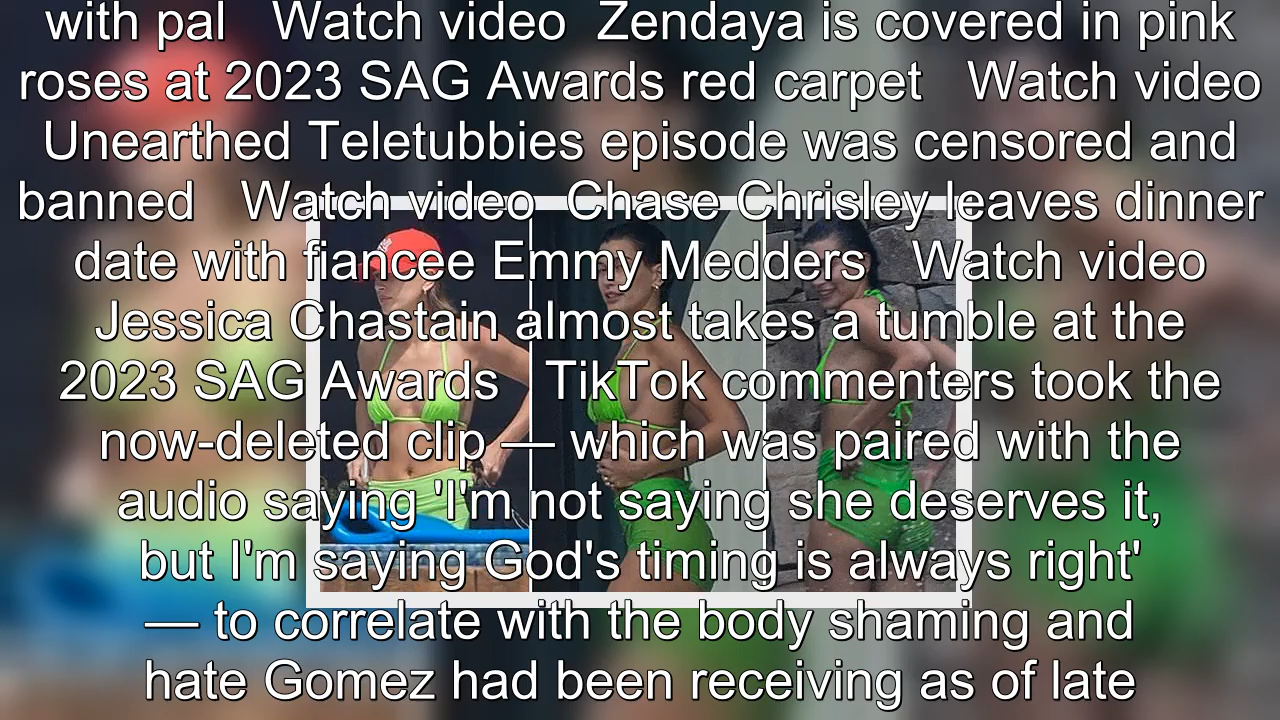 with pal   Watch video  Zendaya is covered in pink
roses at 2023 SAG Awards red carpet   Watch video
Unearthed Teletubbies episode was censored and
banned   Watch video  Chase Chrisley leaves dinner
date with fiancee Emmy Medders   Watch video
Jessica Chastain almost takes a tumble at the
2023 SAG Awards   TikTok commenters took the
now-deleted clip — which was paired with the
audio saying 'I'm not saying she deserves it,
but I'm saying God's timing is always right'
— to correlate with the body shaming and
hate Gomez had been receiving as of late